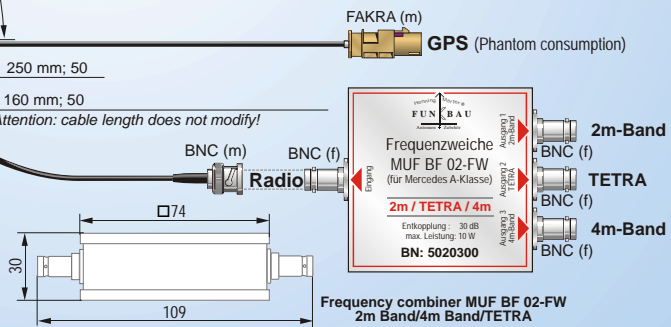 FAKRA (m)
GPS (Phantom consumption)
250 mm; 50
160 mm; 50
Attention: cable length does not modify!
BNC (m)
BNC (f)
Radio
Eingang
FUNKBAU
Antennen Zubehör
Frequenzweiche
MUF BF 02-FW
(für Mercedes A-Klasse)
2m / TETRA / 4m
Entkopplung : 30 dB
max. Leistung: 10 W
BN: 5020300
Ausgang 1
2m-Band
2m-Band
BNC (f)
Ausgang 2
TETRA
TETRA
BNC (f)
Ausgang 3
4m-Band
4m-Band
BNC (f)
□74
30
109
Frequency combiner MUF BF 02-FW
2m Band/4m Band/TETRA